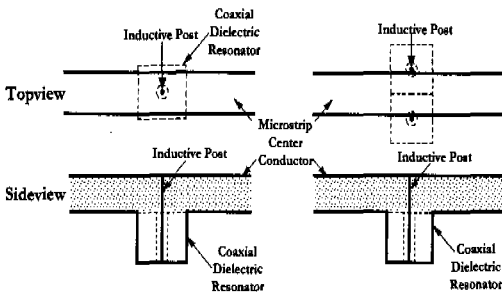 Coaxial
Dielectric
Resonator
Inductive Post
Inductive Post
Topview
Microstrip
Center
Conductor
Inductive Post
Inductive Post
Sideview
Coaxial
Dielectric
Resonator
Coaxial
Dielectric
Resonator